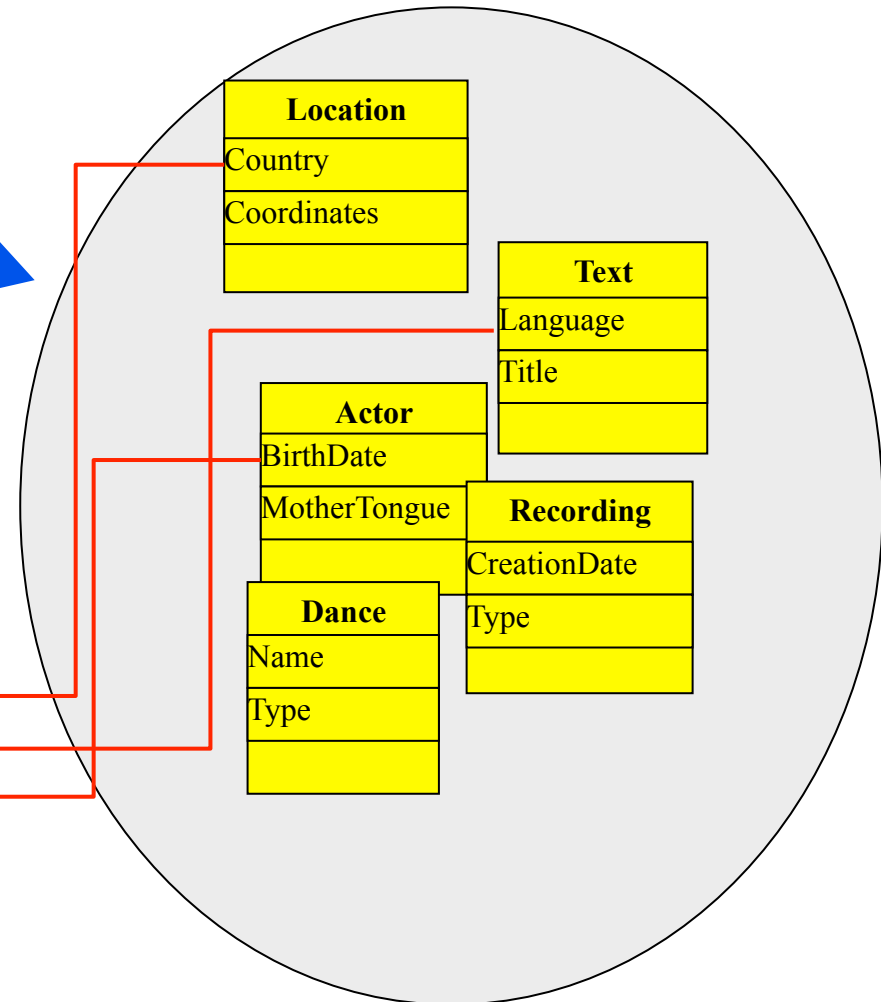 Location
Country
Coordinates
Text
Language
Title
Actor
BirthDate
MotherTongue
Recording
CreationDate
Type
Dance
Name
Type